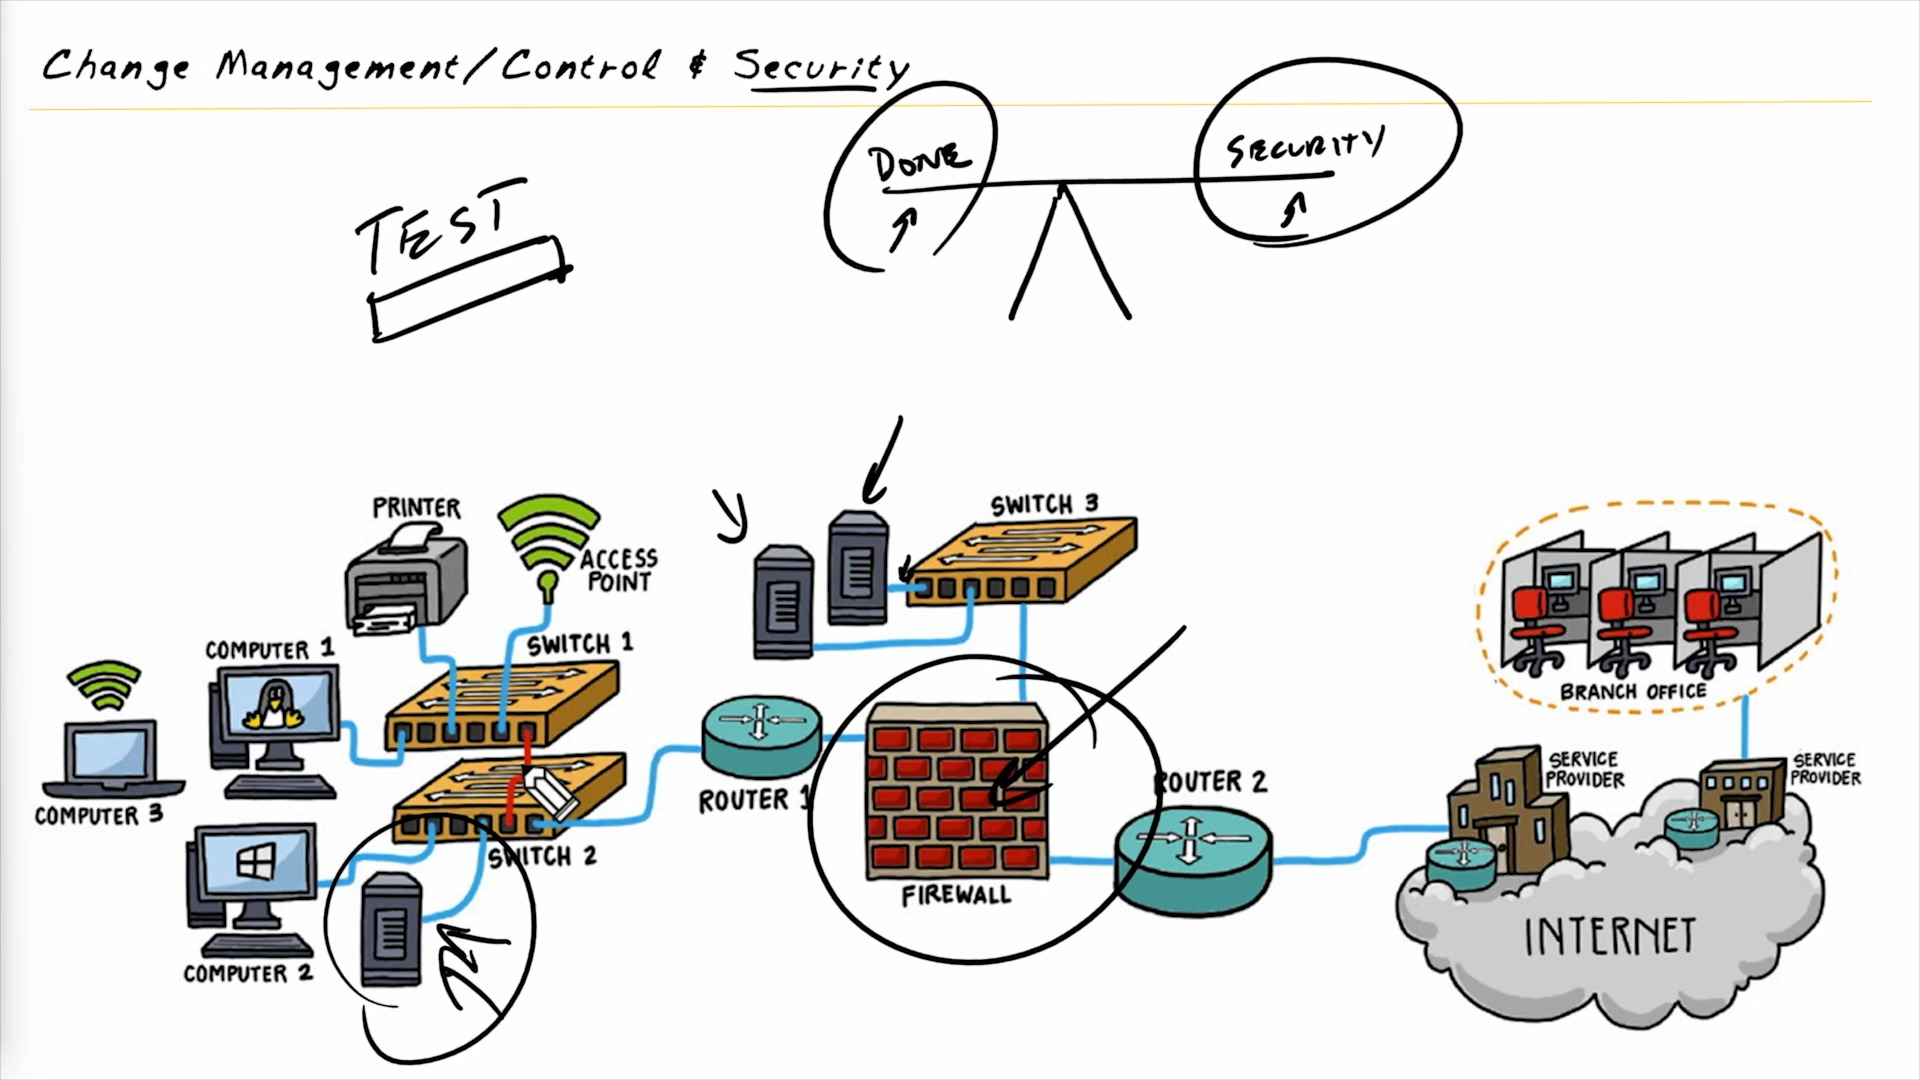 Change Management/Control & Security
DONE
SECURITY
TEST
PRINTER
ACCESS
POINT
SWITCH 3
COMPUTER 1
SWITCH 1
BRANCH OFFICE
SERVICE
PROVIDER
SERVICE
PROVIDER
ROUTER 1
ROUTER 2
COMPUTER 3
SWITCH 2
FIREWALL
INTERNET
COMPUTER 2